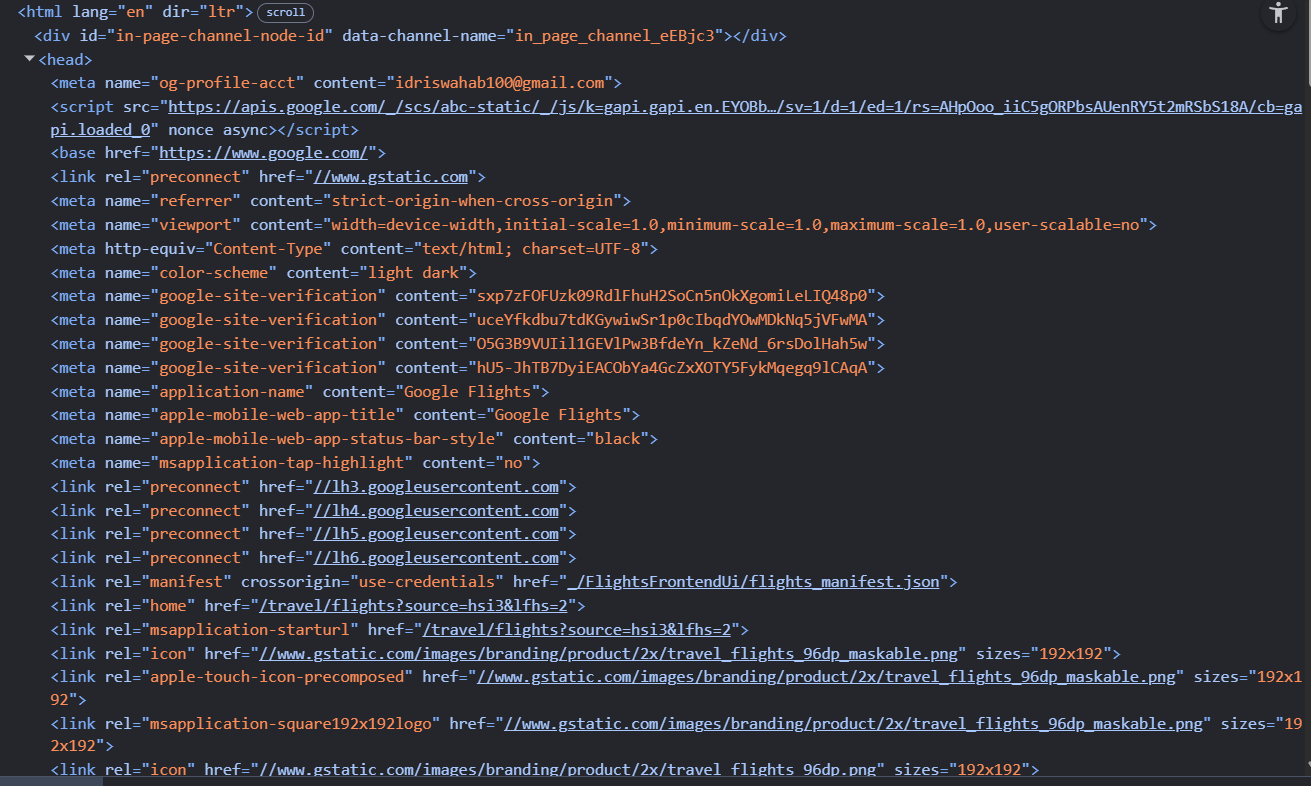 <html lang="en" dir="ltr"> scroll
<div id="in-page-channel-node-id" data-channel-name="in_page_channel_eEBjc3"></div>
<head>
<meta name="og-profile-acct" content="idriswahab100@gmail.com">
<script src="https://apis.google.com/_/scs/abc-static/_/js/k=gapi.gapi.en.EYOBb…/sv=1/d=1/ed=1/rs=AHpOoo_iiC5gORPbsAUenRY5t2mRSbS18A/cb=ga
pi.loaded_0" nonce async></script>
<base href="https://www.google.com/">
<link rel="preconnect" href="//www.gstatic.com">
<meta name="referrer" content="strict-origin-when-cross-origin">
<meta name="viewport" content="width=device-width,initial-scale=1.0,minimum-scale=1.0,maximum-scale=1.0,user-scalable=no">
<meta http-equiv="Content-Type" content="text/html; charset=UTF-8">
<meta name="color-scheme" content="light dark">
<meta name="google-site-verification" content="sxp7zFOFUzk09RdlFhuH2SoCn5nOkXgomiLeLIQ48p0">
<meta name="google-site-verification" content="uceYfkdbu7tdKGywiwSr1p0cIbqdYOwMDkNq5jVFwMA">
<meta name="google-site-verification" content="O5G3B9VUIil1GEVlPw3BfdeYn_kZeNd_6rsDolHah5w">
<meta name="google-site-verification" content="hU5-JhTB7DyiEACObYa4GcZxXOTY5FykMqegq9lCAqA">
<meta name="application-name" content="Google Flights">
<meta name="apple-mobile-web-app-title" content="Google Flights">
<meta name="apple-mobile-web-app-status-bar-style" content="black">
<meta name="msapplication-tap-highlight" content="no">
<link rel="preconnect" href="//lh3.googleusercontent.com">
<link rel="preconnect" href="//lh4.googleusercontent.com">
<link rel="preconnect" href="//lh5.googleusercontent.com">
<link rel="preconnect" href="//lh6.googleusercontent.com">
<link rel="manifest" crossorigin="use-credentials" href="_/FlightsFrontendUi/flights_manifest.json">
<link rel="home" href="/travel/flights?source=hsi3&lfhs=2">
<link rel="msapplication-starturl" href="/travel/flights?source=hsi3&lfhs=2">
<link rel="icon" href="//www.gstatic.com/images/branding/product/2x/travel_flights_96dp_maskable.png" sizes="192x192">
<link rel="apple-touch-icon-precomposed" href="//www.gstatic.com/images/branding/product/2x/travel_flights_96dp_maskable.png" sizes="192x1
92">
<link rel="msapplication-square192x192logo" href="//www.gstatic.com/images/branding/product/2x/travel_flights_96dp_maskable.png" sizes="19
2x192">
<link rel="icon" href="//www.gstatic.com/images/branding/product/2x/travel_flights_96dp.png" sizes="192x192">